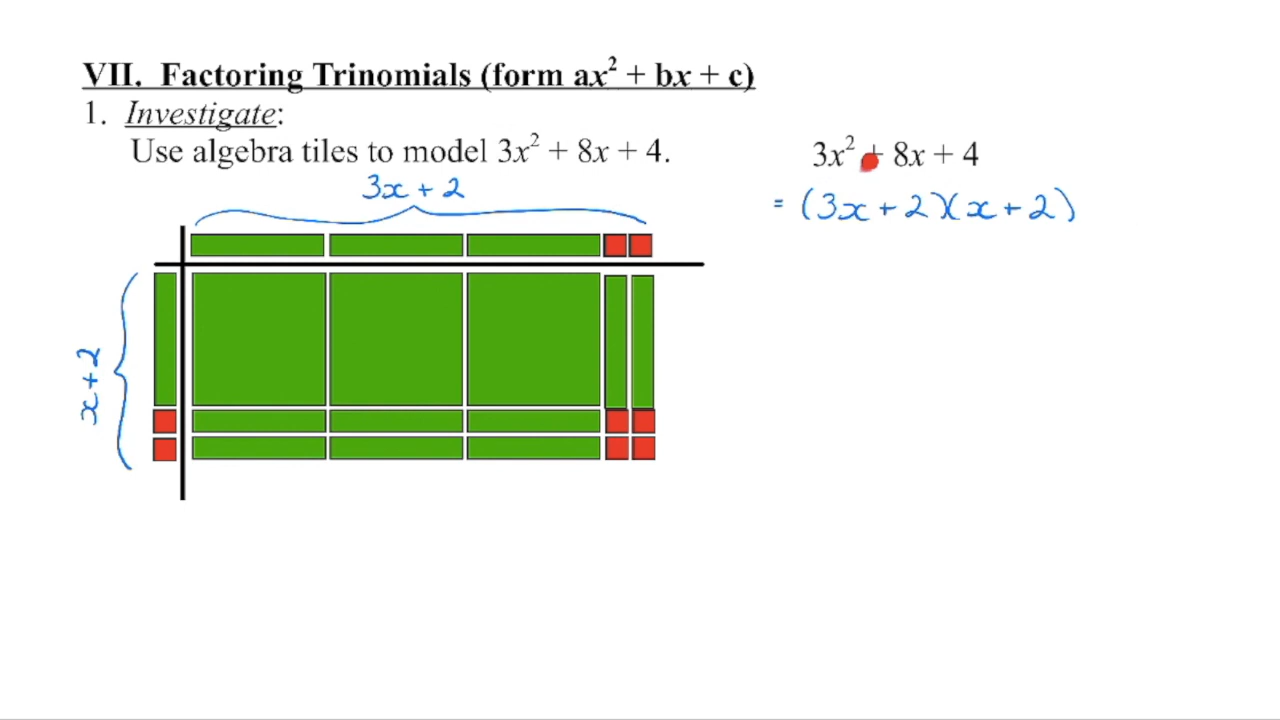 VII. Factoring Trinomials (form ax² + bx + c)
1. Investigate:
Use algebra tiles to model 3x² + 8x + 4.
3x² + 8x + 4
= (3x + 2)(x + 2)
3x + 2
x + 2